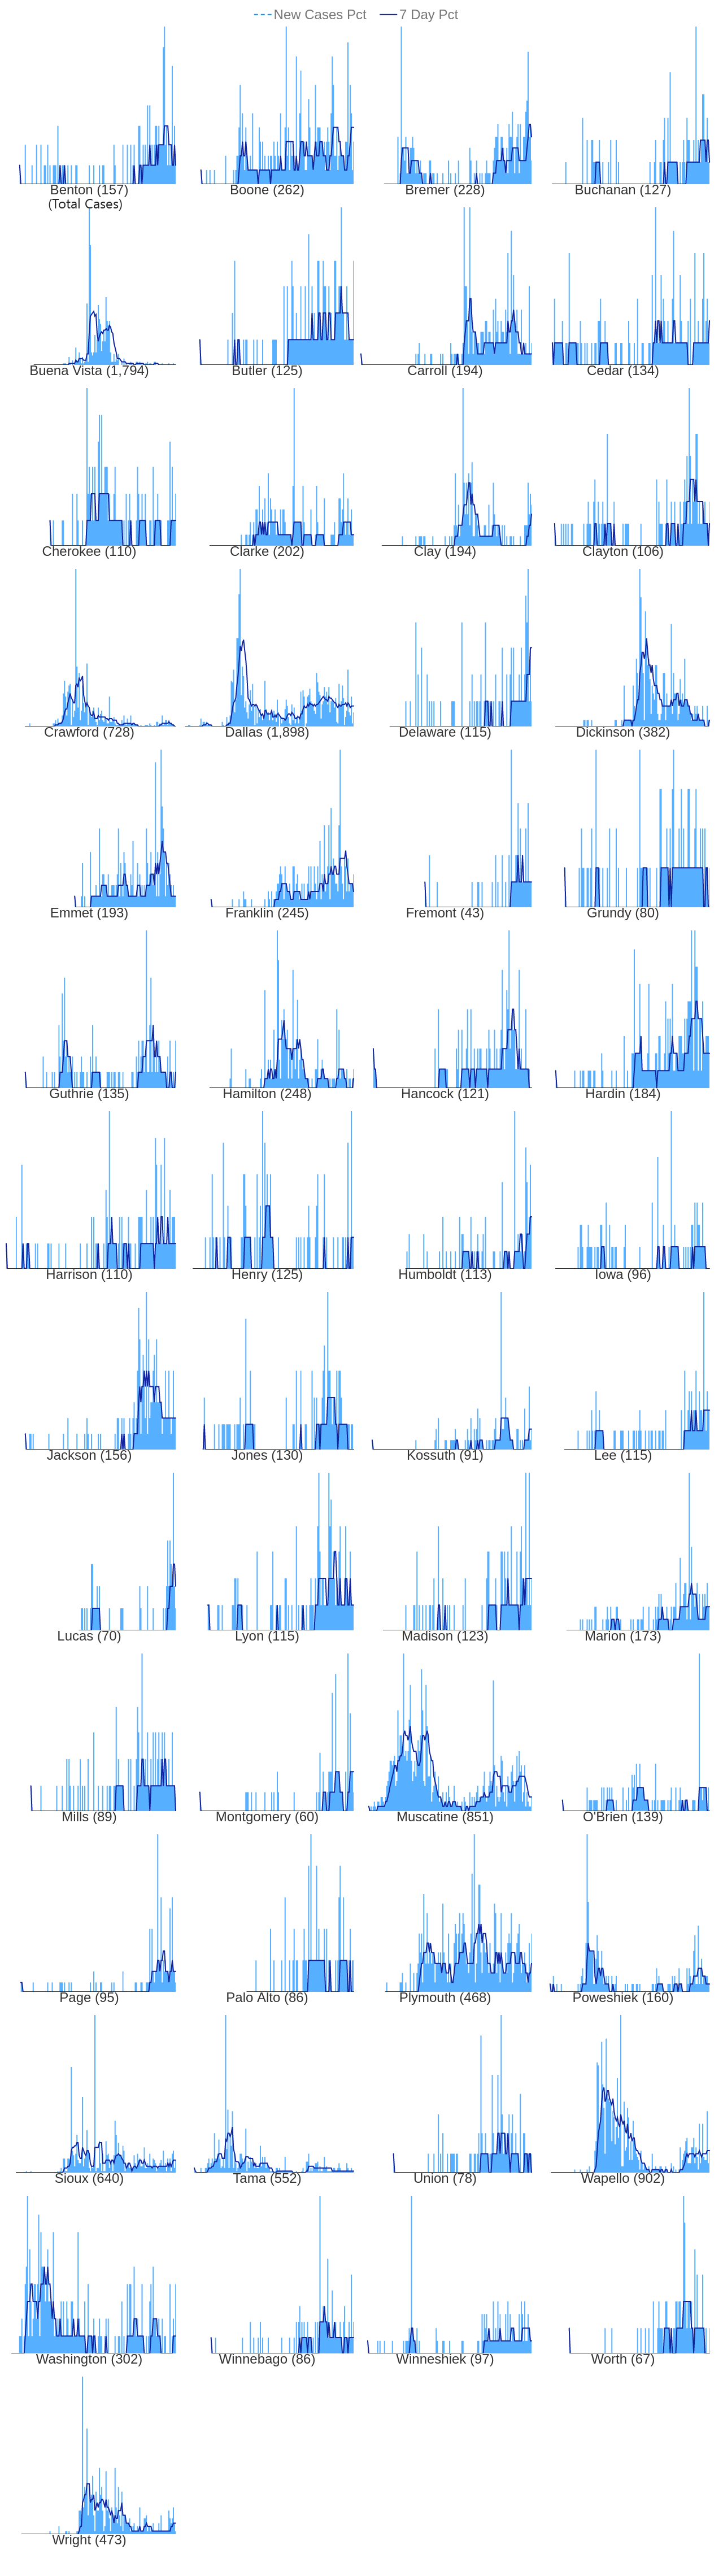 New Cases Pct 7 Day Pct
Benton (157) Boone (262) Bremer (228) Buchanan (127)
(Total Cases)
Buena Vista (1,794) Butler (125) Carroll (194) Cedar (134)
Cherokee (110) Clarke (202) Clay (194) Clayton (106)
Crawford (728) Dallas (1,898) Delaware (115) Dickinson (382)
Emmet (193) Franklin (245) Fremont (43) Grundy (80)
Guthrie (135) Hamilton (248) Hancock (121) Hardin (184)
Harrison (110) Henry (125) Humboldt (113) Iowa (96)
Jackson (156) Jones (130) Kossuth (91) Lee (115)
Lucas (70) Lyon (115) Madison (123) Marion (173)
Mills (89) Montgomery (60) Muscatine (851) O'Brien (139)
Page (95) Palo Alto (86) Plymouth (468) Poweshiek (160)
Sioux (640) Tama (552) Union (78) Wapello (902)
Washington (302) Winnebago (86) Winneshiek (97) Worth (67)
Wright (473)